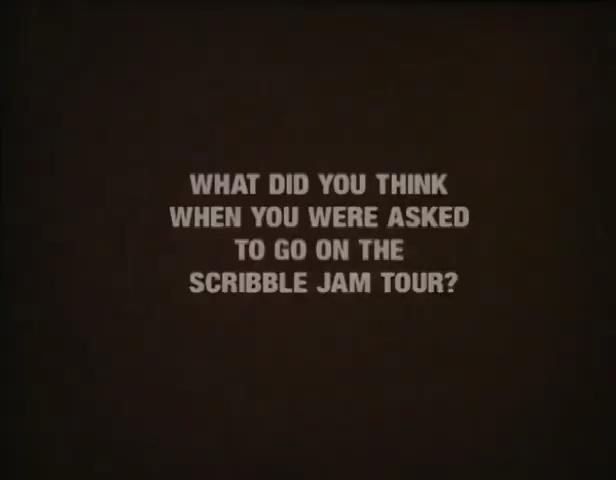 WHAT DID YOU THINK
WHEN YOU WERE ASKED
TO GO ON THE
SCRIBBLE JAM TOUR?